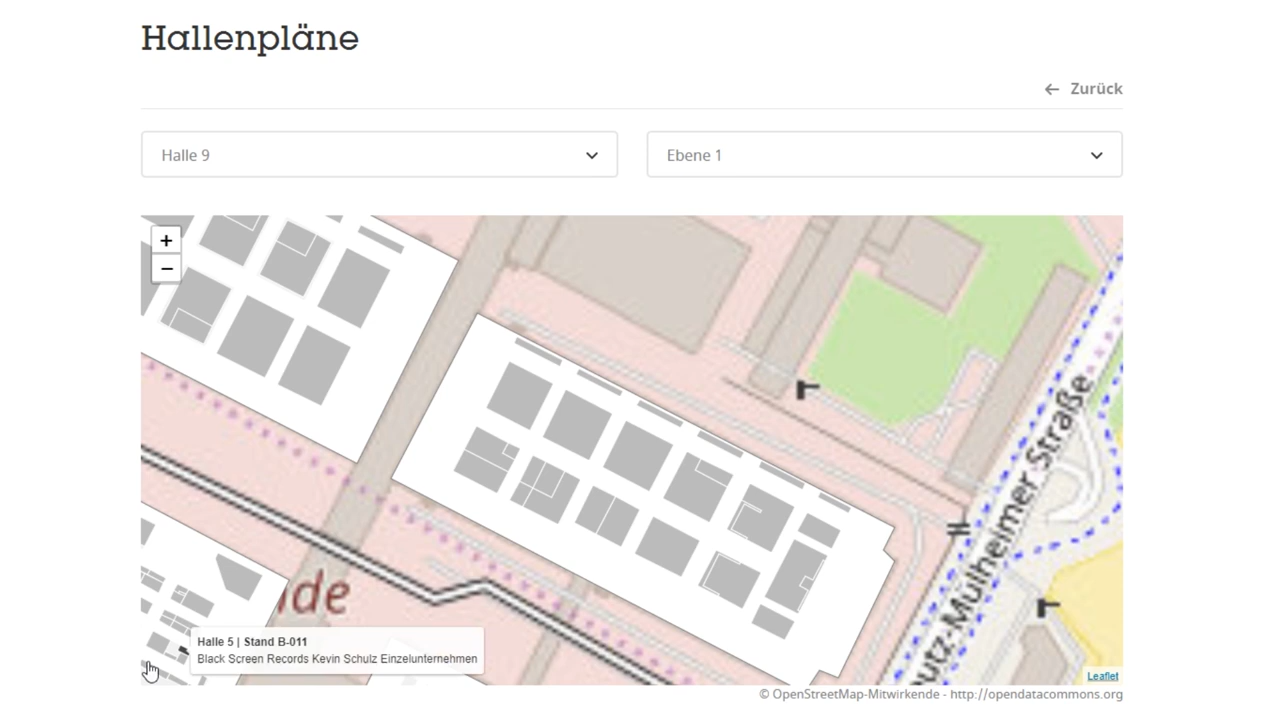 Hallenpläne
← Zurück
Halle 9
Ebene 1
+
−
Halle 5 | Stand B-011
Black Screen Records Kevin Schulz Einzelunternehmen
Leaflet
© OpenStreetMap-Mitwirkende - http://opendatacommons.org
utz-Mülheimer Straße